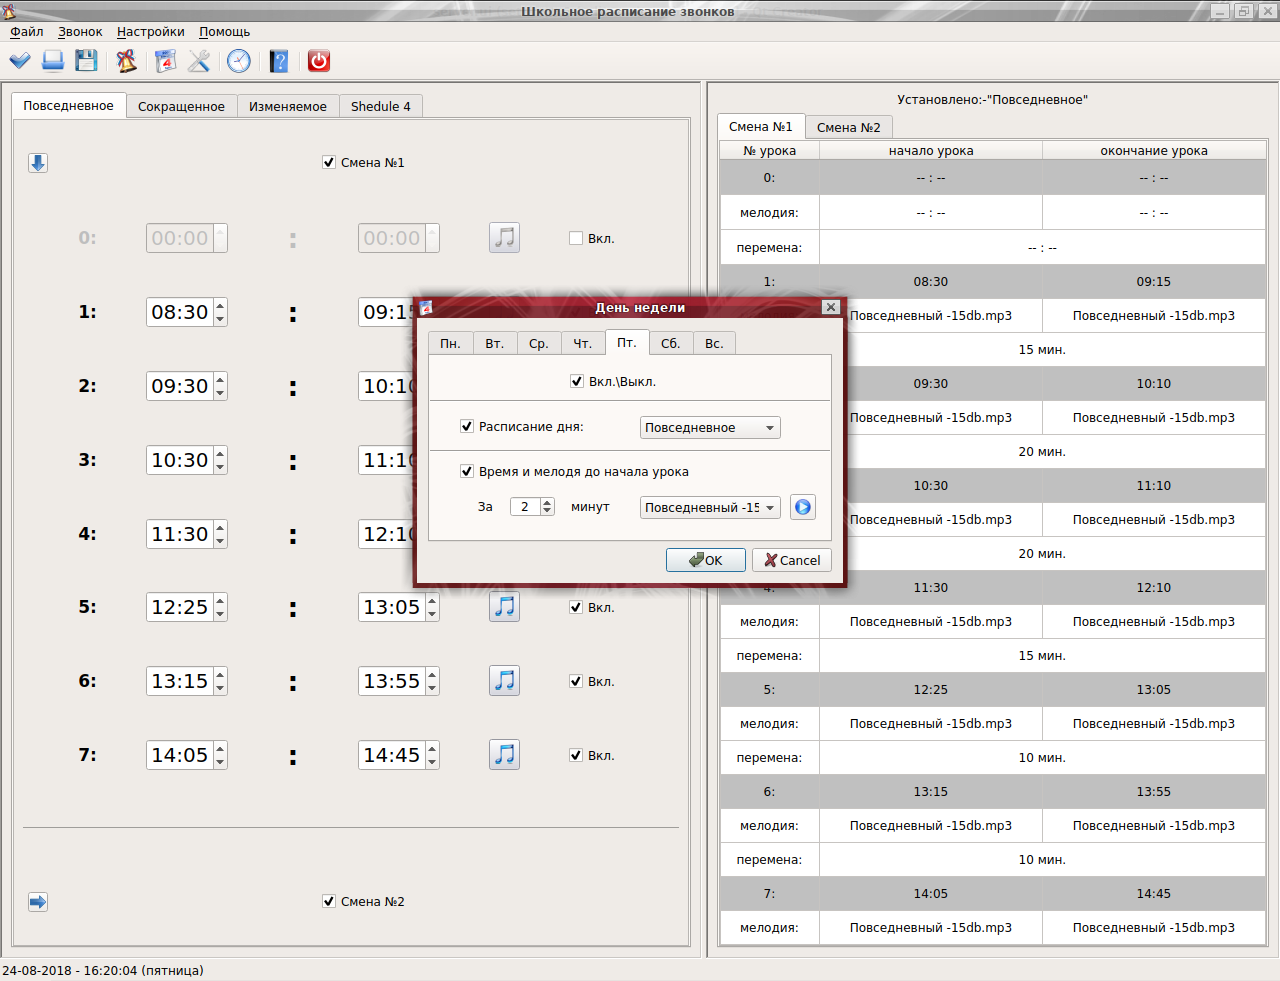 Школьное расписание звонков
Файл Звонок Настройки Помощь
Повседневное Сокращенное Изменяемое Shedule 4
Смена №1
0: 00:00 : 00:00 Вкл.
1: 08:30 : 09:15
2: 09:30 : 10:10
3: 10:30 : 11:10
4: 11:30 : 12:10
5: 12:25 : 13:05 Вкл.
6: 13:15 : 13:55 Вкл.
7: 14:05 : 14:45 Вкл.
Смена №2
День недели
Пн. Вт. Ср. Чт. Пт. Сб. Вс.
Вкл.\Выкл.
Расписание дня: Повседневное
Время и мелодя до начала урока
За 2 минут Повседневный -15
OK Cancel
Установлено:-"Повседневное"
Смена №1 Смена №2
№ урока начало урока окончание урока
0: -- : -- -- : --
мелодия: -- : -- -- : --
перемена: -- : --
1: 08:30 09:15
Повседневный -15db.mp3 Повседневный -15db.mp3
15 мин.
09:30 10:10
Повседневный -15db.mp3 Повседневный -15db.mp3
20 мин.
10:30 11:10
Повседневный -15db.mp3 Повседневный -15db.mp3
20 мин.
4: 11:30 12:10
мелодия: Повседневный -15db.mp3 Повседневный -15db.mp3
перемена: 15 мин.
5: 12:25 13:05
мелодия: Повседневный -15db.mp3 Повседневный -15db.mp3
перемена: 10 мин.
6: 13:15 13:55
мелодия: Повседневный -15db.mp3 Повседневный -15db.mp3
перемена: 10 мин.
7: 14:05 14:45
мелодия: Повседневный -15db.mp3 Повседневный -15db.mp3
24-08-2018 - 16:20:04 (пятница)